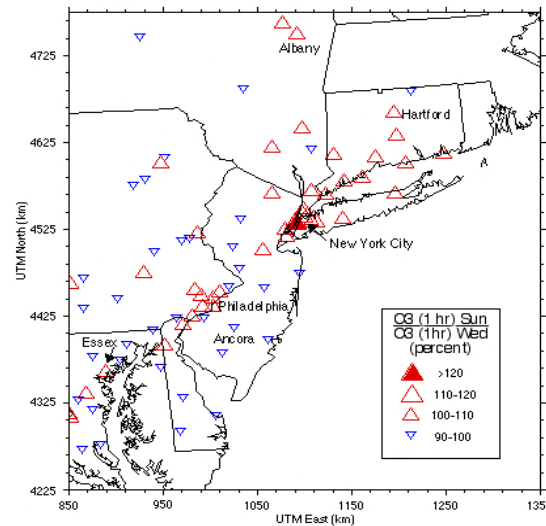 4725
4625
4525
4425
4325
4225
850
950
1050
1150
1250
350
UTM North (km)
UTM East (km)
Albany
Hartford
New York City
Philadelphia
Ancora
Essex
O3 (1 hr) Sun
O3 (1hr) Wed
(percent)
>120
110-120
100-110
90-100